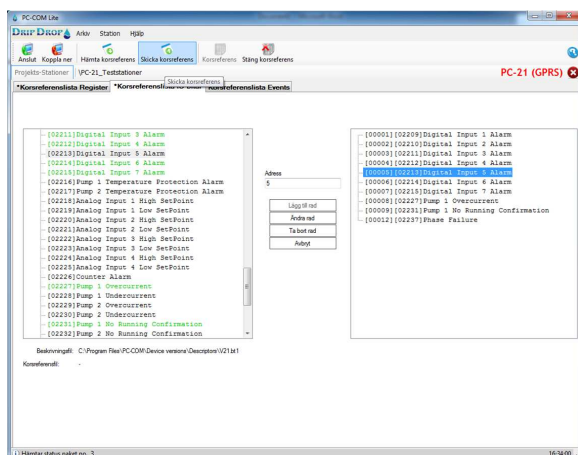 PC-COM Lite
DRIP DROP Arkiv Station Hjälp
Anslut Koppla ner Hämta korsreferens Skicka korsreferens Korsreferens Stäng korsreferens
Projekts-Stationer \PC-21_Teststationer PC-21 (GPRS)
Skicka korsreferens
*Korsreferenslista Register *Korsreferenslista Korsreferenslista Events
[02211]Digital Input 3 Alarm
[02212]Digital Input 4 Alarm
[02213]Digital Input 5 Alarm
[02214]Digital Input 6 Alarm
[02215]Digital Input 7 Alarm
[02216]Pump 1 Temperature Protection Alarm
[02217]Pump 2 Temperature Protection Alarm
[02218]Analog Input 1 High SetPoint
[02219]Analog Input 1 Low SetPoint
[02220]Analog Input 2 High SetPoint
[02221]Analog Input 2 Low SetPoint
[02222]Analog Input 3 High SetPoint
[02223]Analog Input 3 Low SetPoint
[02224]Analog Input 4 High SetPoint
[02225]Analog Input 4 Low SetPoint
[02226]Counter Alarm
[02227]Pump 1 Overcurrent
[02228]Pump 1 Undercurrent
[02229]Pump 2 Overcurrent
[02230]Pump 2 Undercurrent
[02231]Pump 1 No Running Confirmation
[02232]Pump 2 No Running Confirmation
Adress
5
Lägg till rad
Ändra rad
Ta bort rad
Avbryt
[00001][02209]Digital Input 1 Alarm
[00002][02210]Digital Input 2 Alarm
[00003][02211]Digital Input 3 Alarm
[00004][02212]Digital Input 4 Alarm
[00005][02213]Digital Input 5 Alarm
[00006][02214]Digital Input 6 Alarm
[00007][02215]Digital Input 7 Alarm
[00008][02227]Pump 1 Overcurrent
[00009][02231]Pump 1 No Running Confirmation
[00012][02237]Phase Failure
Beskrivningsfil: C:\Program Files\PC-COM\Device versions\Descriptors\V21.bt1
Korsreferensfil: -
Hämtar status paket no. 3 16:34:00